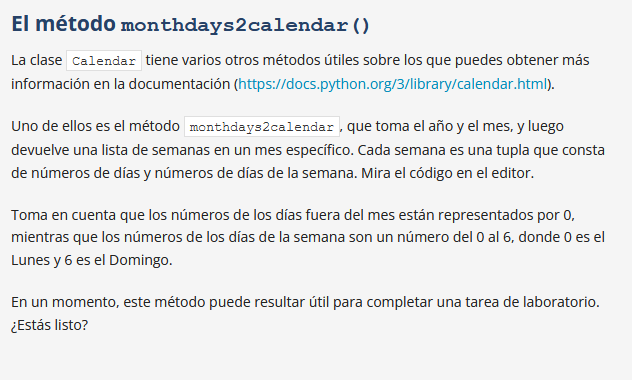 El método monthdays2calendar()
La clase Calendar tiene varios otros métodos útiles sobre los que puedes obtener más
información en la documentación (https://docs.python.org/3/library/calendar.html).
Uno de ellos es el método monthdays2calendar, que toma el año y el mes, y luego
devuelve una lista de semanas en un mes específico. Cada semana es una tupla que consta
de números de días y números de días de la semana. Mira el código en el editor.
Toma en cuenta que los números de los días fuera del mes están representados por 0,
mientras que los números de los días de la semana son un número del 0 al 6, donde 0 es el
Lunes y 6 es el Domingo.
En un momento, este método puede resultar útil para completar una tarea de laboratorio.
¿Estás listo?